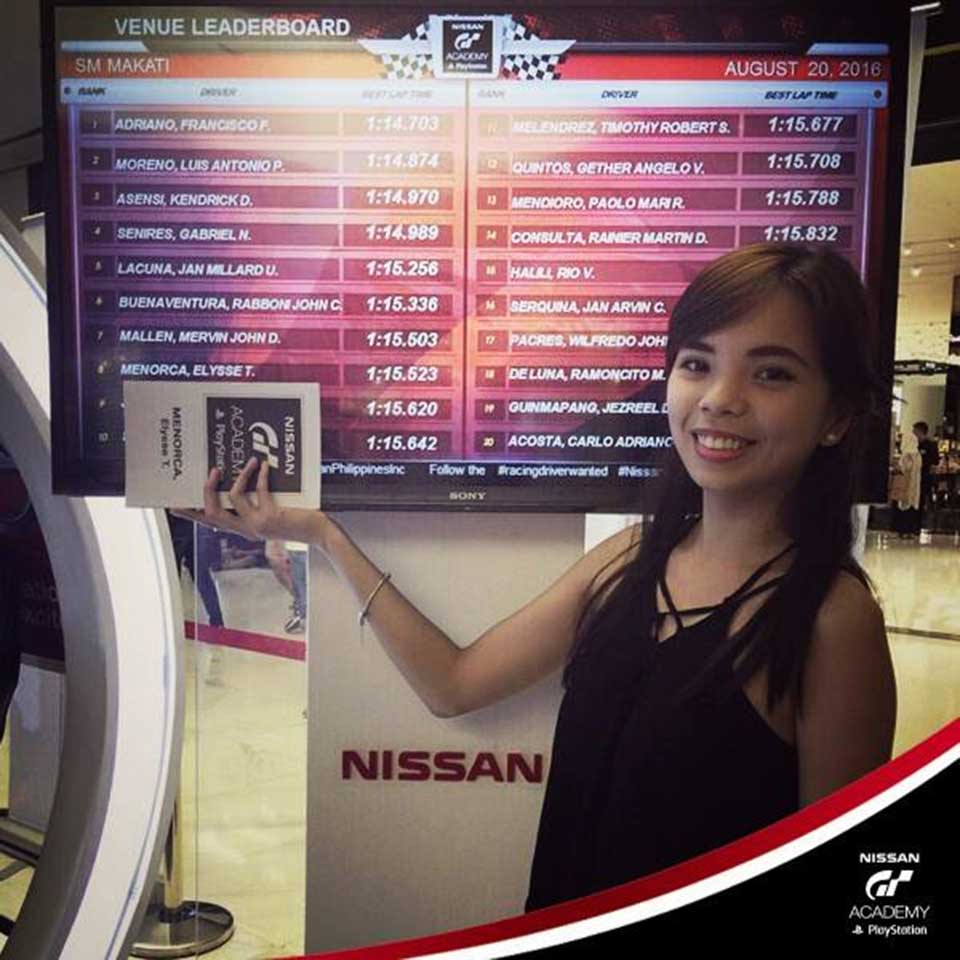 VENUE LEADERBOARD
NISSAN
GT
ACADEMY
PlayStation
SM MAKATI
AUGUST 20, 2016
RANK DRIVER BEST LAP TIME
1 ADRIANO, FRANCISCO F. 1:14.703
2 MORENO, LUIS ANTONIO P. 1:14.874
3 ASENSI, KENDRICK D. 1:14.970
4 SENIRES, GABRIEL N. 1:14.989
5 LACUNA, JAN MILLARD U. 1:15.256
6 BUENAVENTURA, RABBONI JOHN C. 1:15.336
7 MALLEN, MERVIN JOHN D. 1:15.503
8 MENORCA, ELYSSE T. 1:15.523
9 1:15.620
10 1:15.642
RANK DRIVER BEST LAP TIME
11 MELENDREZ, TIMOTHY ROBERT S. 1:15.677
12 QUINTOS, GETHER ANGELO V. 1:15.708
13 MENDIORO, PAOLO MARI R. 1:15.788
14 CONSULTA, RAINIER MARTIN D. 1:15.832
15 HALILI, RIO V.
16 SERQUINA, JAN ARVIN C.
17 PACRES, WILFREDO JOH
18 DE LUNA, RAMONCITO M.
19 GUINMAPANG, JEZREEL
20 ACOSTA, CARLO ADRIANO
anPhilippinesInc Follow the #racingdriverwanted #Nissa
SONY
NISSAN
GT
ACADEMY
PlayStation
MENORCA,
Elysse T.
NISSAN
NISSAN
GT
ACADEMY
PlayStation